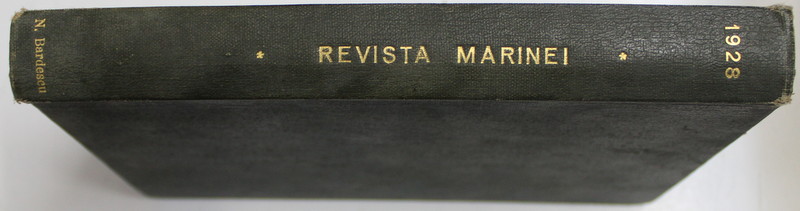 1928
* REVISTA MARINEI *
N. Bardescu